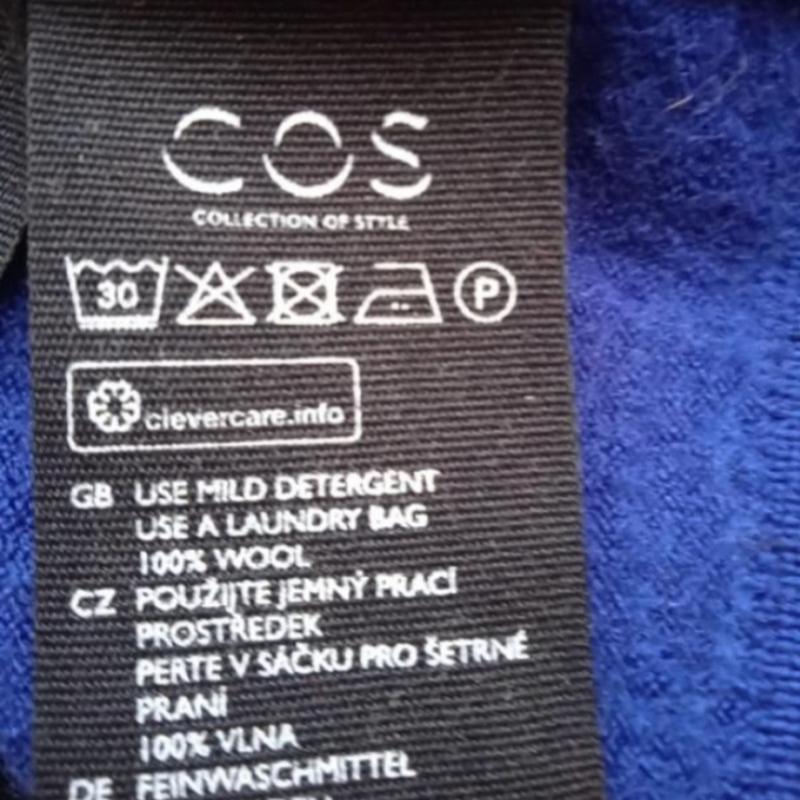 COS
COLLECTION OF STYLE
30 P
clevercare.info
GB USE MILD DETERGENT
USE A LAUNDRY BAG
100% WOOL
CZ POUŽIJTE JEMNÝ PRACÍ
PROSTŘEDEK
PERTE V SÁČKU PRO ŠETRNÉ
PRANÍ
100% VLNA
DE FEINWASCHMITTEL